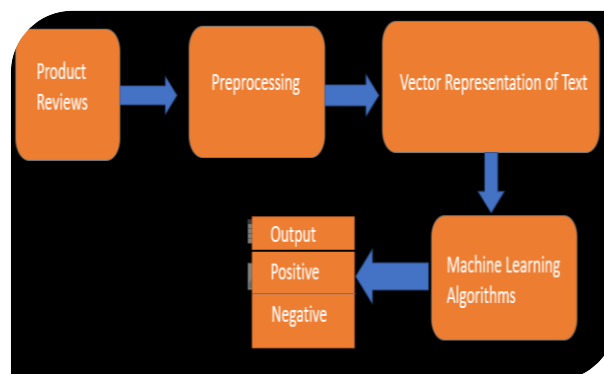 Product
Reviews
Preprocessing
Vector Representation of Text
Machine Learning
Algorithms
Output
Positive
Negative